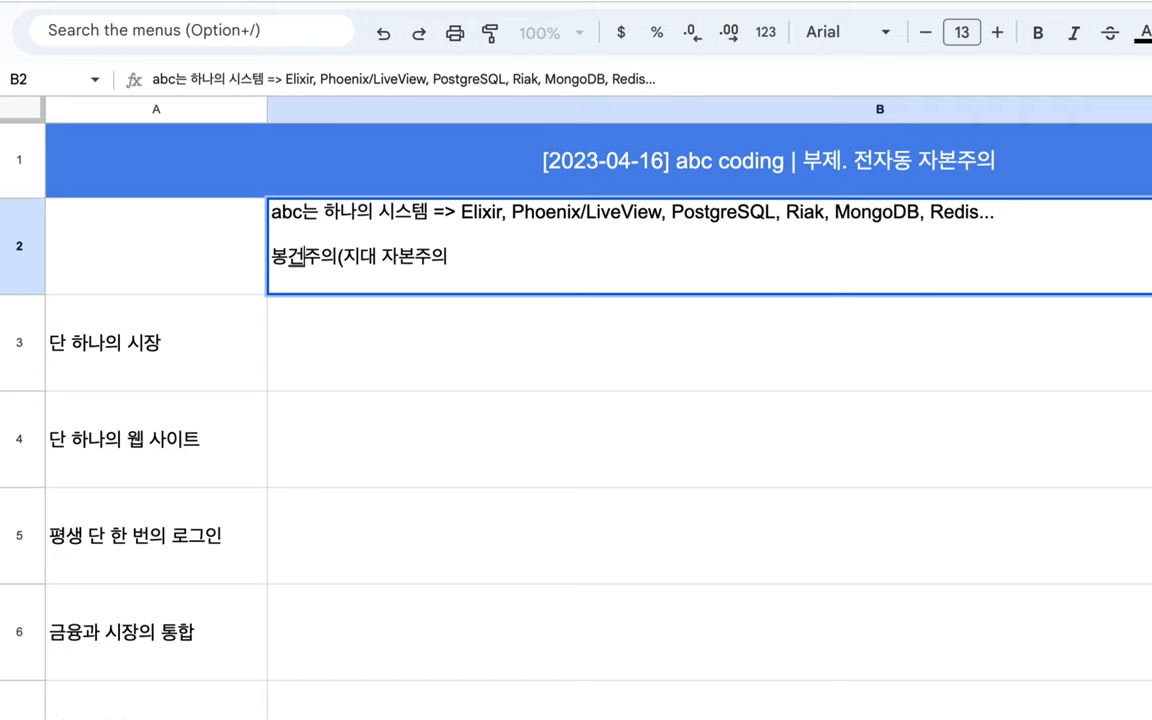 Search the menus (Option+/)
100%
$ % .0 .00 123 Arial 13 B I A
B2 fx abc는 하나의 시스템 => Elixir, Phoenix/LiveView, PostgreSQL, Riak, MongoDB, Redis...
A B
1 [2023-04-16] abc coding | 부제. 전자동 자본주의
2 abc는 하나의 시스템 => Elixir, Phoenix/LiveView, PostgreSQL, Riak, MongoDB, Redis...
봉건주의(지대 자본주의
3 단 하나의 시장
4 단 하나의 웹 사이트
5 평생 단 한 번의 로그인
6 금융과 시장의 통합